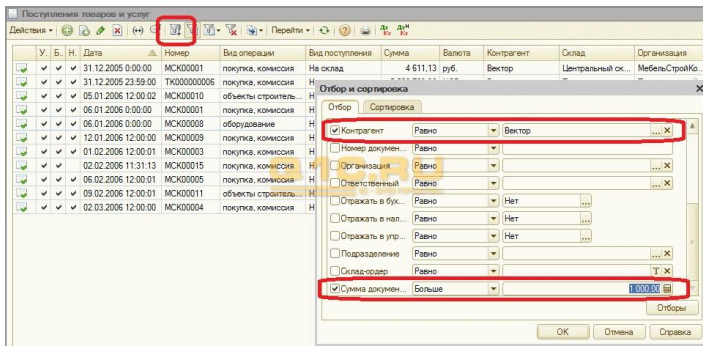 Поступления товаров и услуг
Действия Перейти
У. Б. Н. Дата Номер Вид операции Вид поступления Сумма Валюта Контрагент Склад Организация
31.12.2005 0:00:00 МСК00001 покупка, комиссия На склад 4 611,13 руб. Вектор Центральный ск... МебельСтройКо...
31.12.2005 23:59:00 ТК000000006 покупка, комиссия
05.01.2006 12:00:02 МСК00010 объекты строитель...
06.01.2006 0:00:00 МСК00001 покупка, комиссия
06.01.2006 0:00:00 МСК00008 оборудование
12.01.2006 12:00:00 МСК00009 покупка, комиссия
01.02.2006 12:00:01 МСК00003 покупка, комиссия
02.02.2006 11:31:13 МСК00015 покупка, комиссия
06.02.2006 12:00:01 МСК00005 покупка, комиссия
09.02.2006 12:00:01 МСК00011 объекты строитель...
02.03.2006 12:00:00 МСК00004 покупка, комиссия
Отбор и сортировка
Отбор Сортировка
Контрагент Равно Вектор
Номер докумен... Равно
Организация Равно
Ответственный Равно
Отражать в бух... Равно Нет
Отражать в нал... Равно Нет
Отражать в упр... Равно Нет
Подразделение Равно
Склад-ордер Равно
Сумма докумен... Больше 1 000,00
Отборы
OK Отмена Справка